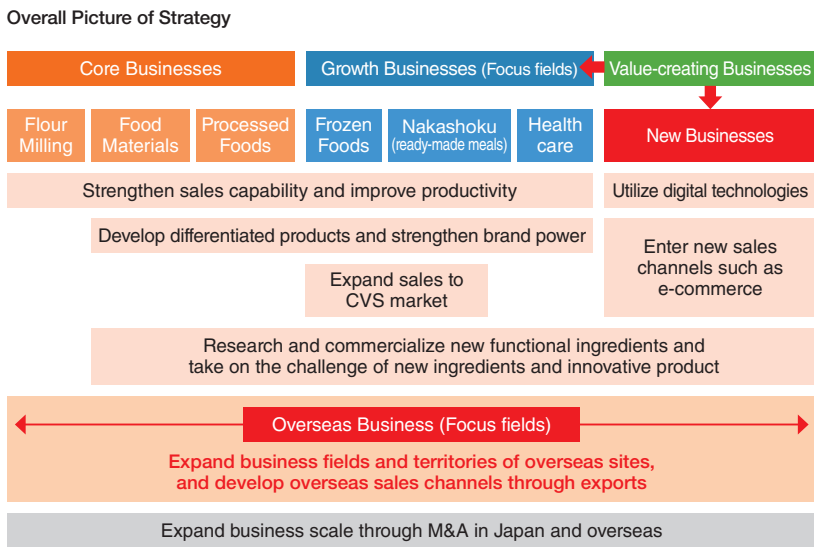 Overall Picture of Strategy
Core Businesses
Growth Businesses (Focus fields)
Value-creating Businesses
Flour
Milling
Food
Materials
Processed
Foods
Frozen
Foods
Nakashoku
(ready-made meals)
Health
care
New Businesses
Strengthen sales capability and improve productivity
Utilize digital technologies
Develop differentiated products and strengthen brand power
Enter new sales
channels such as
e-commerce
Expand sales to
CVS market
Research and commercialize new functional ingredients and
take on the challenge of new ingredients and innovative product
Overseas Business (Focus fields)
Expand business fields and territories of overseas sites,
and develop overseas sales channels through exports
Expand business scale through M&A in Japan and overseas